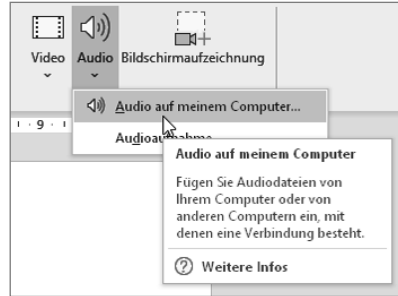 Video Audio Bildschirmaufzeichnung
Audio auf meinem Computer...
· 9 · ı
Audioaufnahme
Audio auf meinem Computer
Fügen Sie Audiodateien von
Ihrem Computer oder von
anderen Computern ein, mit
denen eine Verbindung besteht.
Weitere Infos